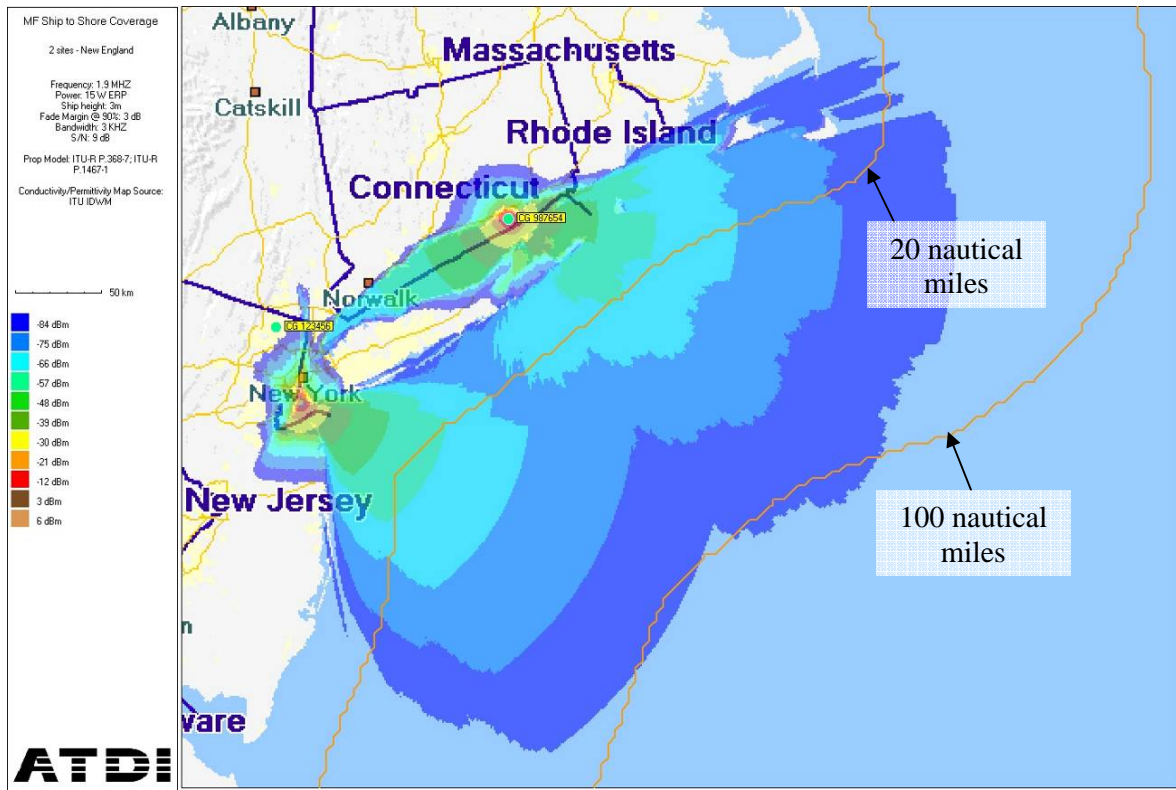 MF Ship to Shore Coverage
2 sites - New England
Frequency: 1.9 MHZ
Power: 15 W ERP
Ship height: 3m
Fade Margin @ 90%: 3 dB
Bandwidth: 3 KHZ
S/N: 9 dB
Prop Model: ITU-R P.368-7; ITU-R
P.1467-1
Conductivity/Permitivity Map Source:
ITU IDWM
50 km
-84 dBm
-75 dBm
-66 dBm
-57 dBm
-48 dBm
-39 dBm
-30 dBm
-21 dBm
-12 dBm
3 dBm
6 dBm
ATDI
Albany
Massachusetts
Catskill
Rhode Island
Connecticut
CG 987654
20 nautical
miles
Norwalk
CG 123456
New York
New Jersey
100 nautical
miles
n
ware